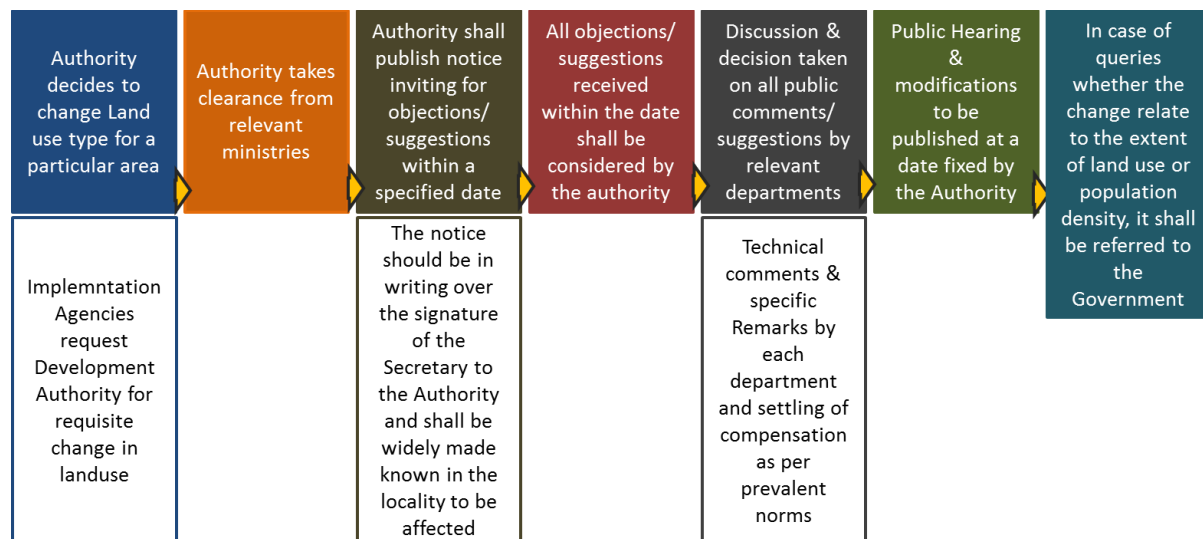 Authority
decides to
change Land
use type for a
particular area
Authority takes
clearance from
relevant
ministries
Authority shall
publish notice
inviting for
objections/
suggestions
within a
specified date
All objections/
suggestions
received
within the date
shall be
considered by
the authority
Discussion &
decision taken
on all public
comments/
suggestions by
relevant
departments
Public Hearing
&
modifications
to be
published at a
date fixed by
the Authority
In case of
queries
whether the
change relate
to the extent
of land use or
population
density, it shall
be referred to
the
Government
Implemntation
Agencies
request
Development
Authority for
requisite
change in
landuse
The notice
should be in
writing over
the signature
of the
Secretary to
the Authority
and shall be
widely made
known in the
locality to be
affected
Technical
comments &
specific
Remarks by
each
department
and settling of
compensation
as per
prevalent
norms